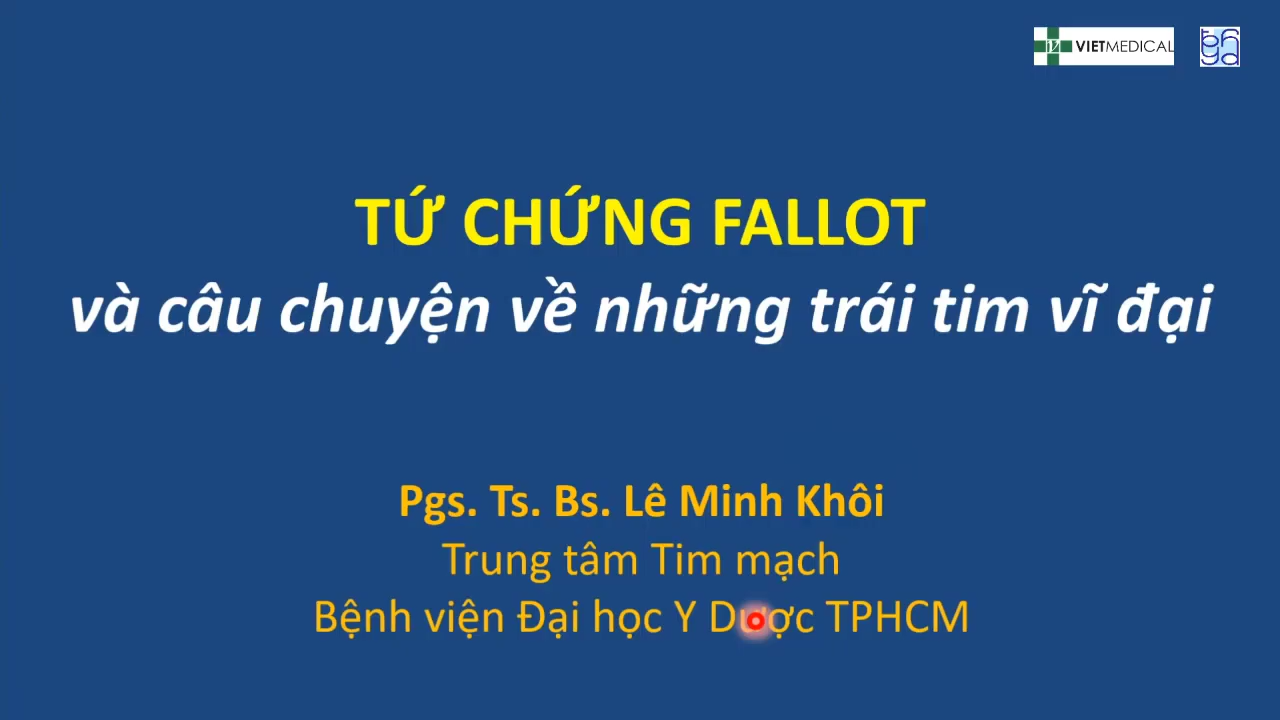 VIETMEDICAL
TỨ CHỨNG FALLOT
và câu chuyện về những trái tim vĩ đại
Pgs. Ts. Bs. Lê Minh Khôi
Trung tâm Tim mạch
Bệnh viện Đại học Y Dược TPHCM